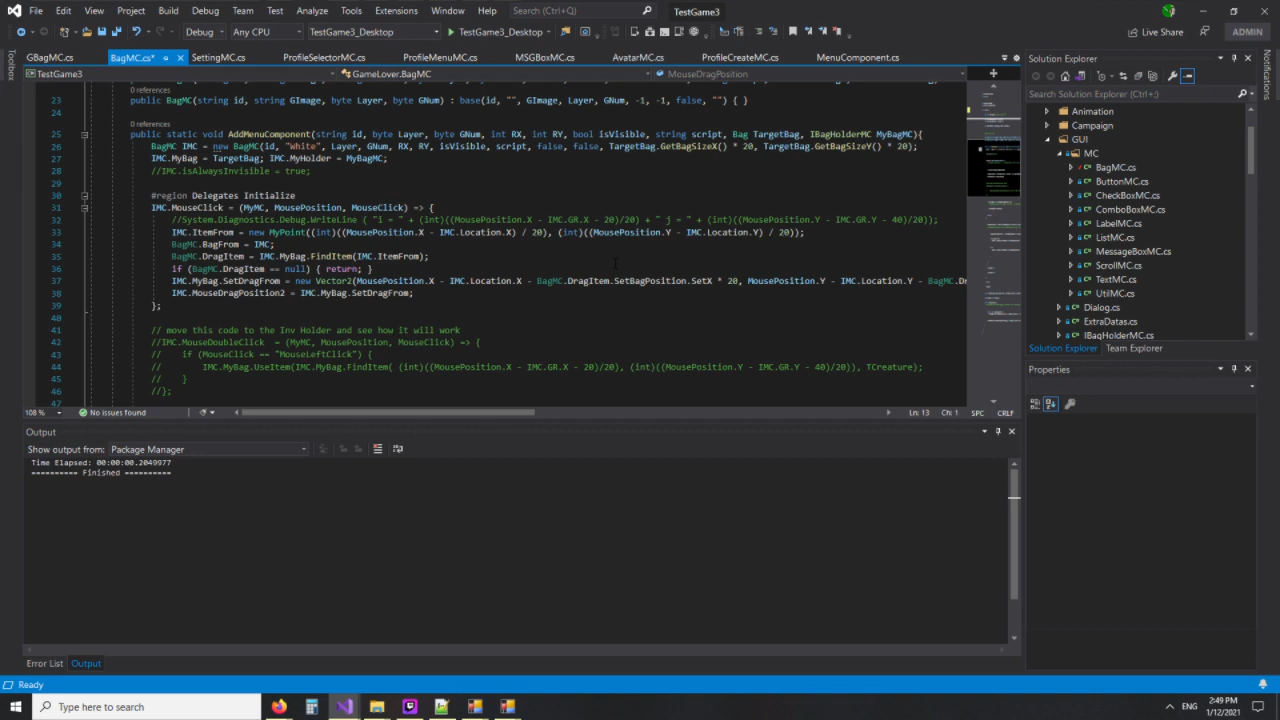 File Edit View Project Build Debug Team Test Analyze Tools Extensions Window Help Search (Ctrl+Q) TestGame3
Debug Any CPU TestGame3_Desktop TestGame3_Desktop Live Share ADMIN
GBagMC.cs BagMC.cs* SettingMC.cs ProfileSelectorMC.cs ProfileMenuMC.cs MSGBoxMC.cs AvatarMC.cs ProfileCreateMC.cs MenuComponent.cs
Toolbox
TestGame3 GameLover.BagMC MouseDragPosition
0 references
23 public BagMC(string id, string GImage, byte Layer, byte GNum) : base(id, "", GImage, Layer, GNum, -1, -1, false, "") { }
24
0 references
25 public static void AddMenuComponent(string id, byte Layer, byte GNum, int RX, int RY, bool isVisible, string script, Bag TargetBag, IBagHolderMC MyBagMC){
26 BagMC IMC = new BagMC(id, "", Layer, GNum, RX, RY, isVisible, script, false, false, TargetBag.GetBagSizeX() * 20, TargetBag.GetBagSizeY() * 20);
27 IMC.MyBag = TargetBag; IMC.MyHolder = MyBagMC;
28 //IMC.isAlwaysInvisible = true;
29
30 #region Delegates Initialize
31 IMC.MouseClick = (MyMC, MousePosition, MouseClick) => {
32 //System.Diagnostics.Debug.WriteLine ( "i = " + (int)((MousePosition.X - IMC.GR.X - 20)/20) + " j = " + (int)((MousePosition.Y - IMC.GR.Y - 40)/20));
33 IMC.ItemFrom = new MyPoint((int)((MousePosition.X - IMC.Location.X) / 20), (int)((MousePosition.Y - IMC.Location.Y) / 20));
34 BagMC.BagFrom = IMC;
35 BagMC.DragItem = IMC.MyBag.FindItem(IMC.ItemFrom);
36 if (BagMC.DragItem == null) { return; }
37 IMC.MyBag.SetDragFrom = new Vector2(MousePosition.X - IMC.Location.X - BagMC.DragItem.SetBagPosition.SetX * 20, MousePosition.Y - IMC.Location.Y - BagMC.Dr
38 IMC.MouseDragPosition2 = IMC.MyBag.SetDragFrom;
39 };
40
41 // move this code to the Inv Holder and see how it will work
42 //IMC.MouseDoubleClick = (MyMC, MousePosition, MouseClick) => {
43 // if (MouseClick == "MouseLeftClick") {
44 // IMC.MyBag.UseItem(IMC.MyBag.FindItem( (int)((MousePosition.X - IMC.GR.X - 20)/20), (int)((MousePosition.Y - IMC.GR.Y - 40)/20)), TCreature);
45 // }
46 //};
47
108 % No issues found Ln: 13 Ch: 1 SPC CRLF
Output
Show output from: Package Manager
Time Elapsed: 00:00:00.2049977
========== Finished ==========
Error List Output
Solution Explorer
Search Solution Explorer (Ctrl+;)
Animation
Campaign
GUI
MC
BagMC.cs
ButtonMC.cs
CheckBoxMC.cs
ComboBoxMC.cs
LabelMC.cs
ListMC.cs
MessageBoxMC.cs
ScrollMC.cs
TextMC.cs
UtilMC.cs
Dialog.cs
ExtraDatas.cs
IBagHolderMC.cs
Solution Explorer Team Explorer
Properties
Notifications
Ready
Type here to search
ENG
2:49 PM
1/12/2021